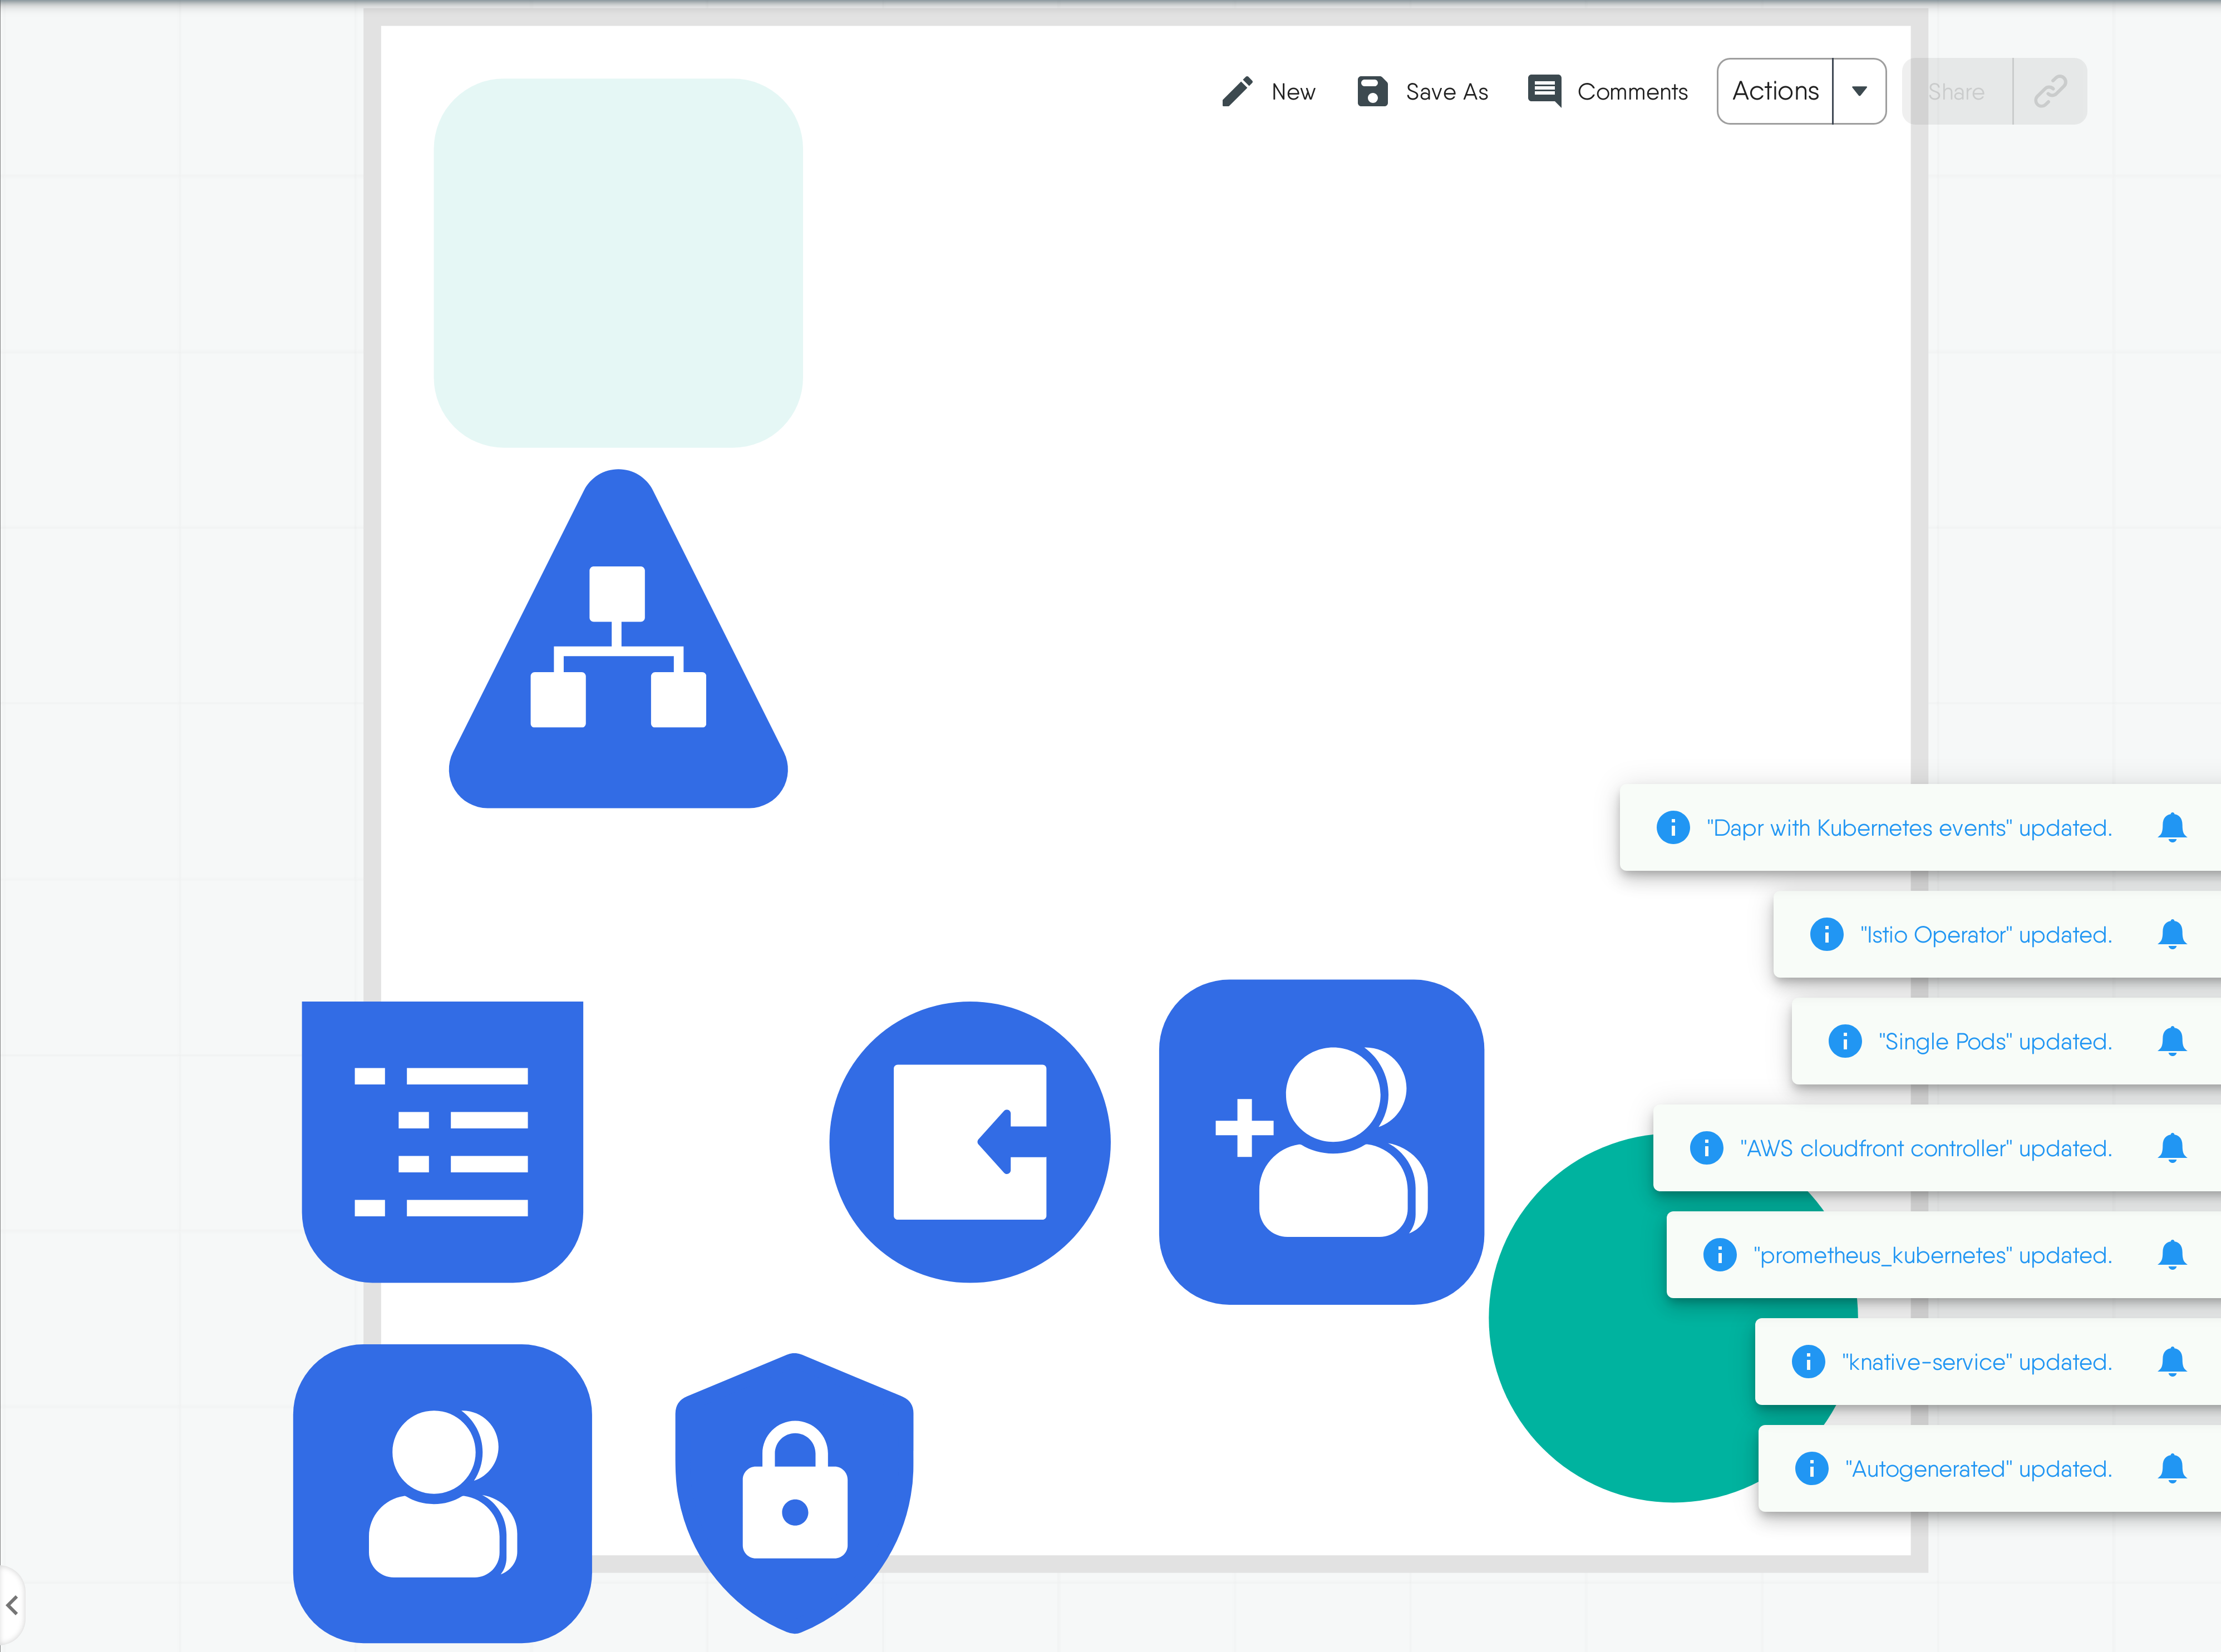 New
Save As
Comments
Actions
Share
"Dapr with Kubernetes events" updated.
"Istio Operator" updated.
"Single Pods" updated.
"AWS cloudfront controller" updated.
"prometheus_kubernetes" updated.
"knative-service" updated.
"Autogenerated" updated.